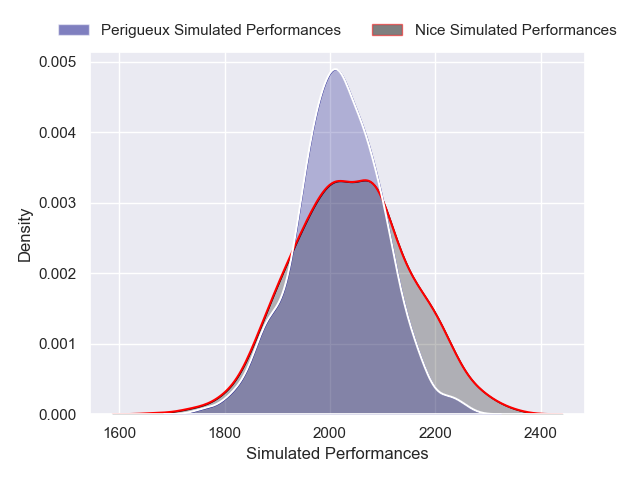 Perigueux Simulated Performances
Nice Simulated Performances
0.005
0.004
0.003
0.002
0.001
0.000
Density
1600 1800 2000 2200 2400
Simulated Performances